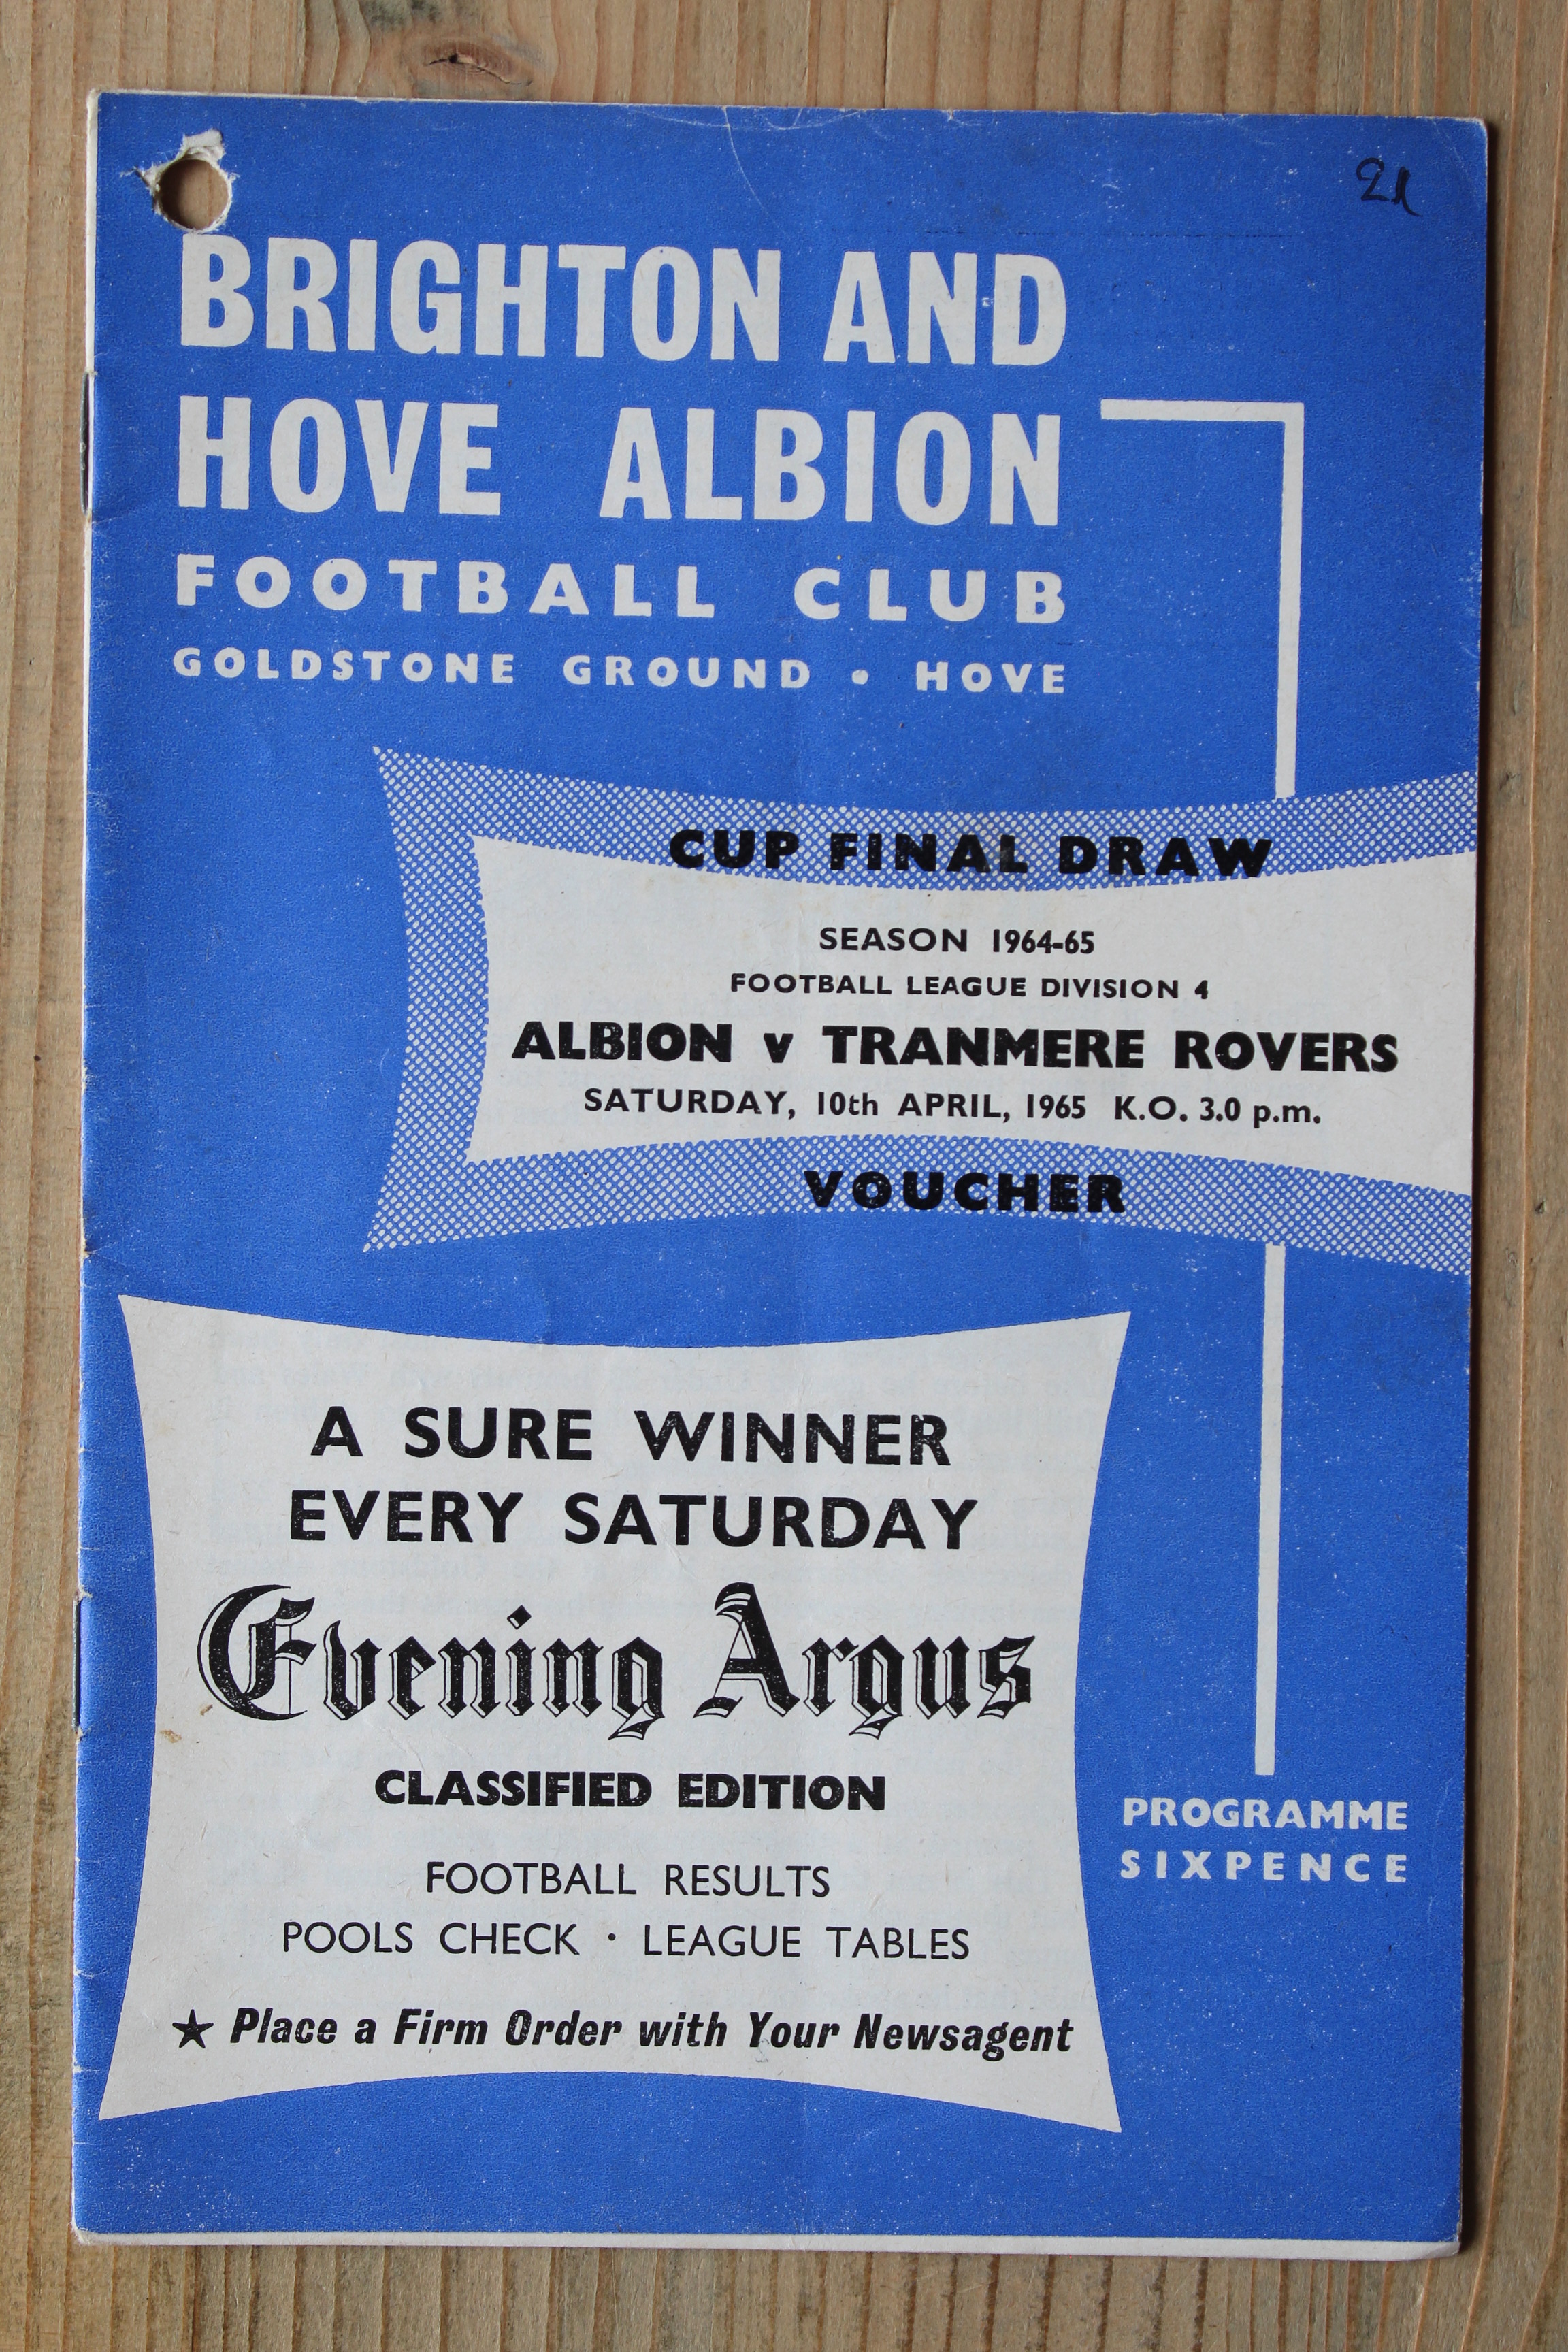 21
BRIGHTON AND
HOVE ALBION
FOOTBALL CLUB
GOLDSTONE GROUND • HOVE
CUP FINAL DRAW
SEASON 1964-65
FOOTBALL LEAGUE DIVISION 4
ALBION v TRANMERE ROVERS
SATURDAY, 10th APRIL, 1965 K.O. 3.0 p.m.
VOUCHER
A SURE WINNER
EVERY SATURDAY
Evening Argus
CLASSIFIED EDITION
FOOTBALL RESULTS
POOLS CHECK • LEAGUE TABLES
★ Place a Firm Order with Your Newsagent
PROGRAMME
SIXPENCE